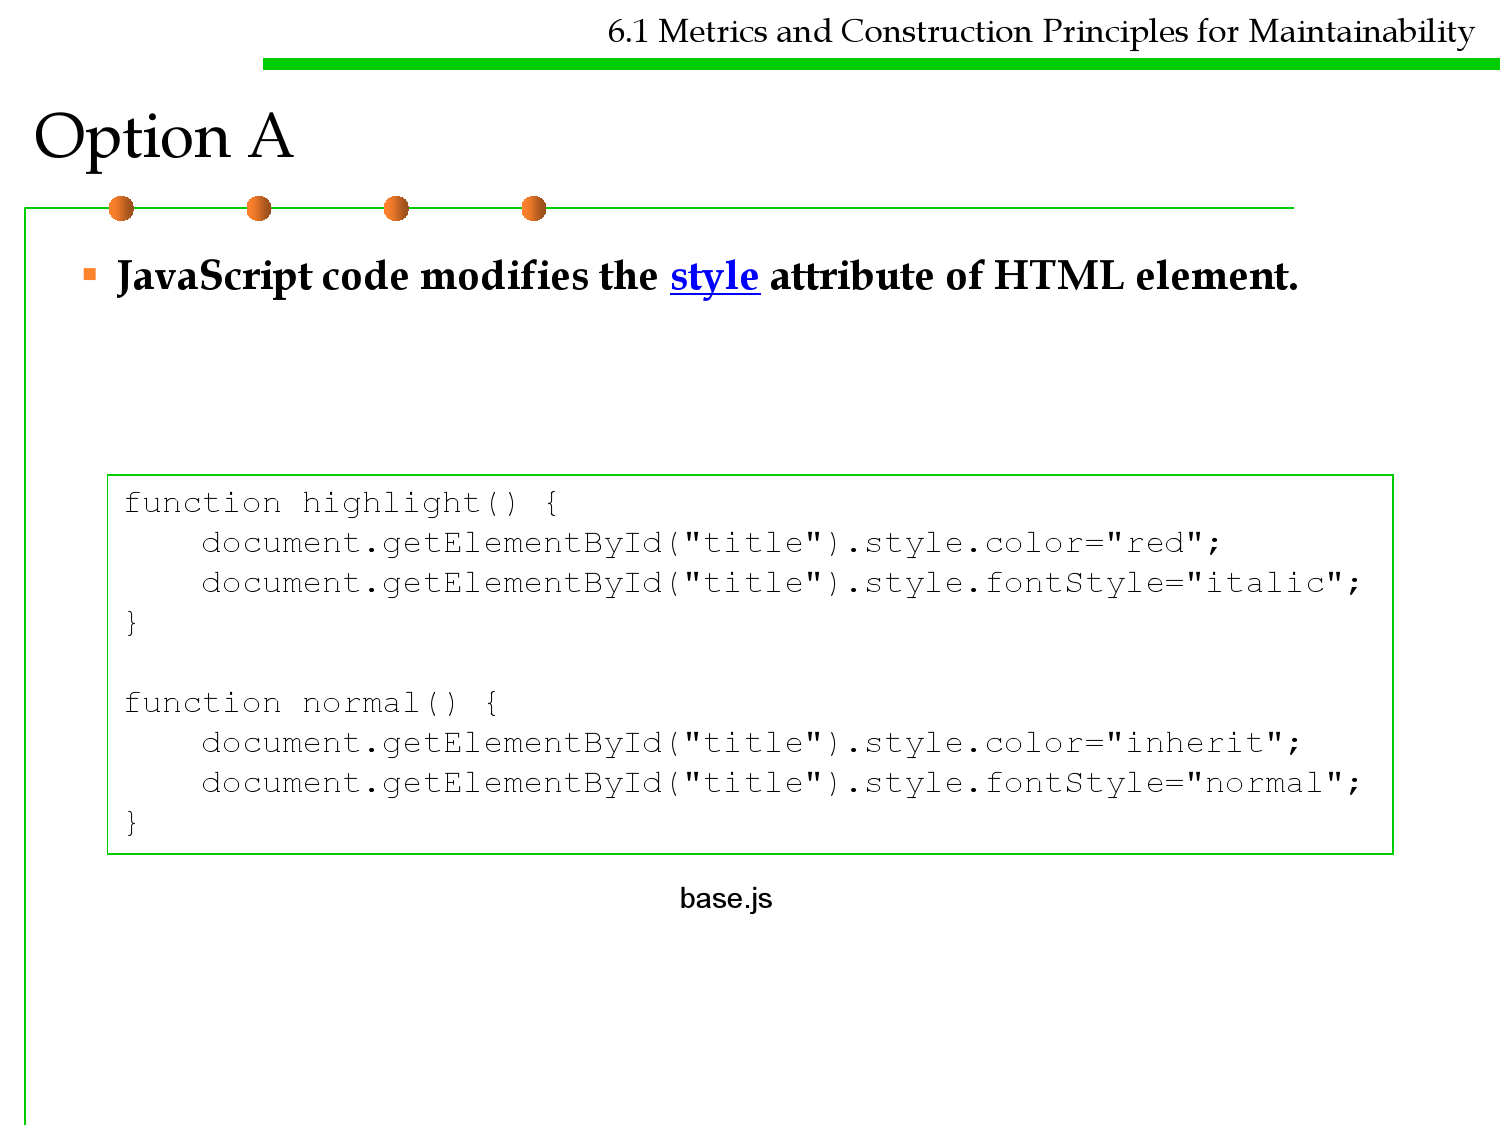 6.1 Metrics and Construction Principles for Maintainability
Option A
▪ JavaScript code modifies the style attribute of HTML element.
function highlight() {
    document.getElementById("title").style.color="red";
    document.getElementById("title").style.fontStyle="italic";
}

function normal() {
    document.getElementById("title").style.color="inherit";
    document.getElementById("title").style.fontStyle="normal";
}
base.js